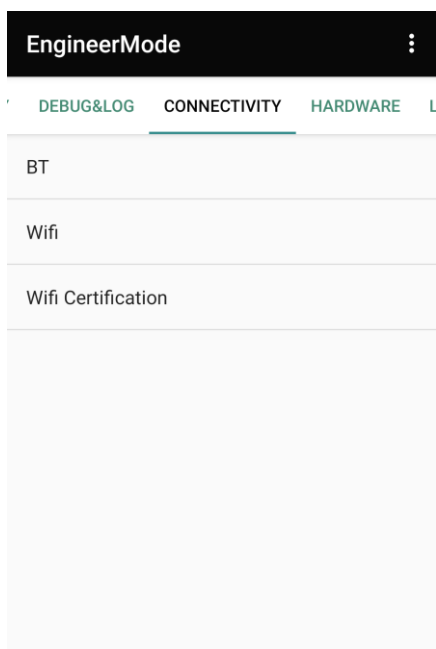 EngineerMode
DEBUG&LOG CONNECTIVITY HARDWARE
BT
Wifi
Wifi Certification